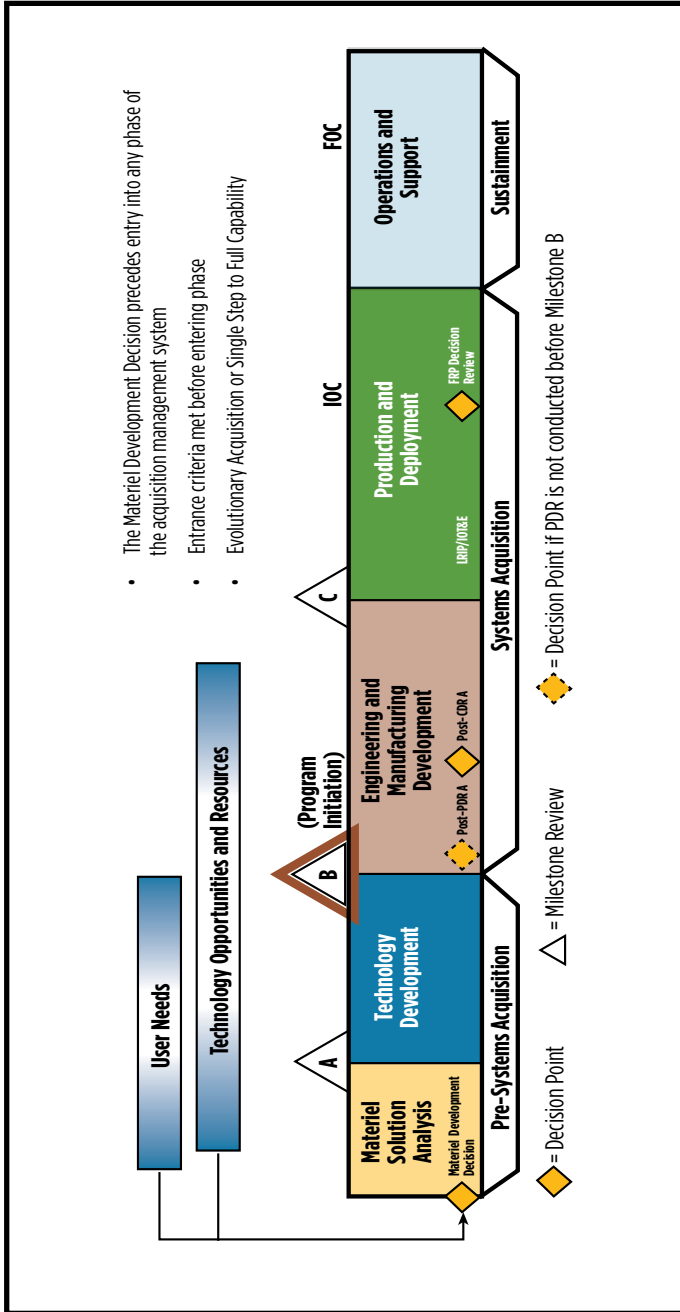 User Needs
Technology Opportunities and Resources
• The Materiel Development Decision precedes entry into any phase of
the acquisition management system
• Entrance criteria met before entering phase
• Evolutionary Acquisition or Single Step to Full Capability
A
B
(Program
Initiation)
C
IOC
FOC
Materiel
Solution
Analysis
Materiel Development
Decision
Technology
Development
Engineering and
Manufacturing
Development
Post-PDR A
Post-CDR A
Production and
Deployment
LRIP/IOT&E
FRP Decision
Review
Operations and
Support
Pre-Systems Acquisition
Systems Acquisition
Sustainment
= Decision Point
= Milestone Review
= Decision Point if PDR is not conducted before Milestone B